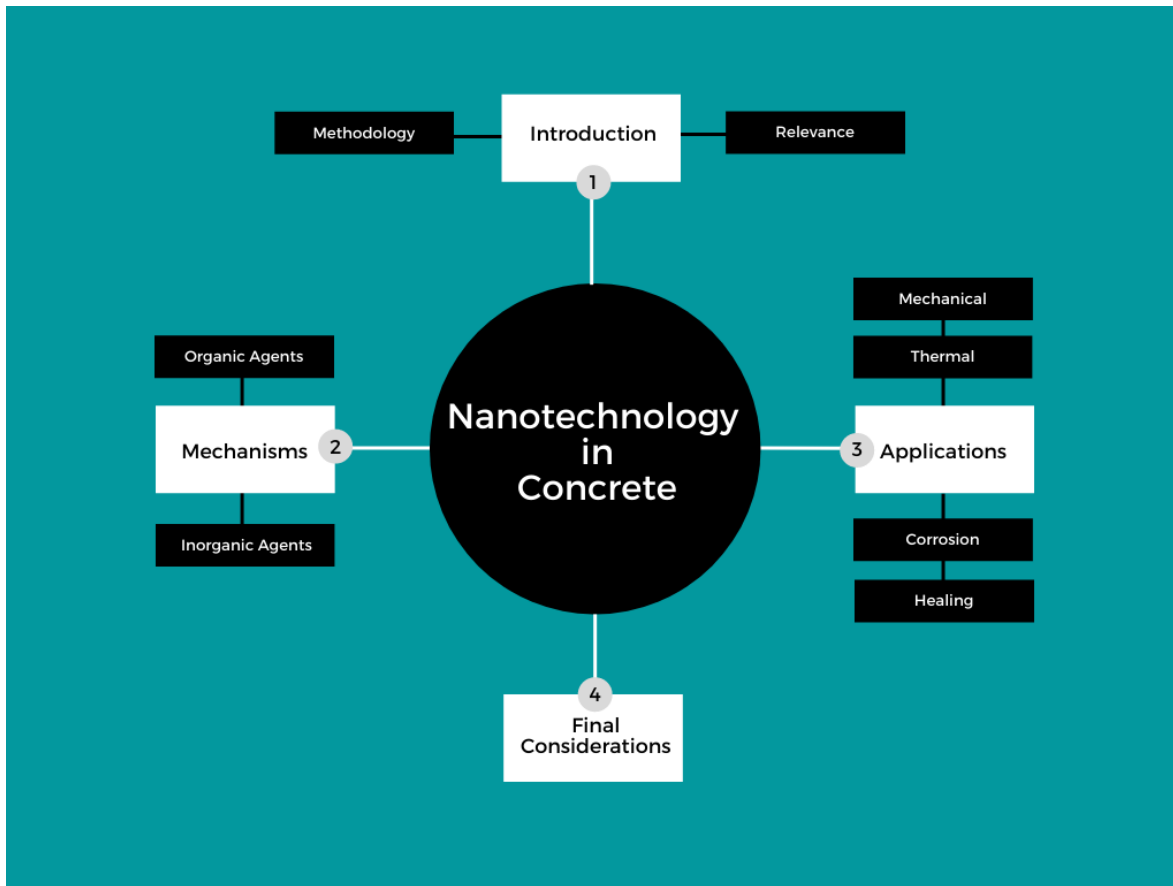 Methodology
Introduction
Relevance
1
Mechanical
Thermal
Organic Agents
Mechanisms
2
Inorganic Agents
Nanotechnology
in
Concrete
3
Applications
Corrosion
Healing
4
Final
Considerations